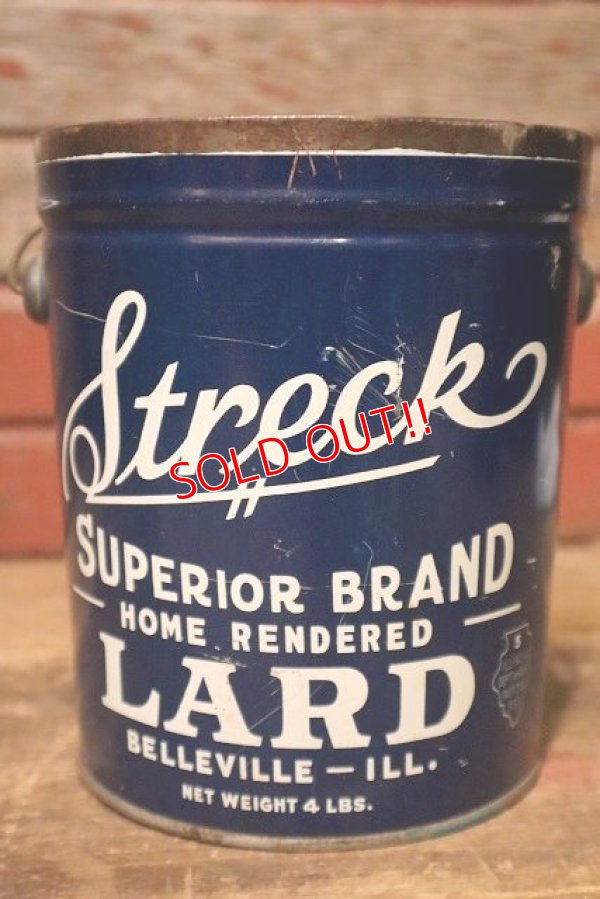 Streck
SOLD OUT!!
SUPERIOR BRAND
HOME RENDERED
LARD
BELLEVILLE — ILL.
NET WEIGHT 4 LBS.